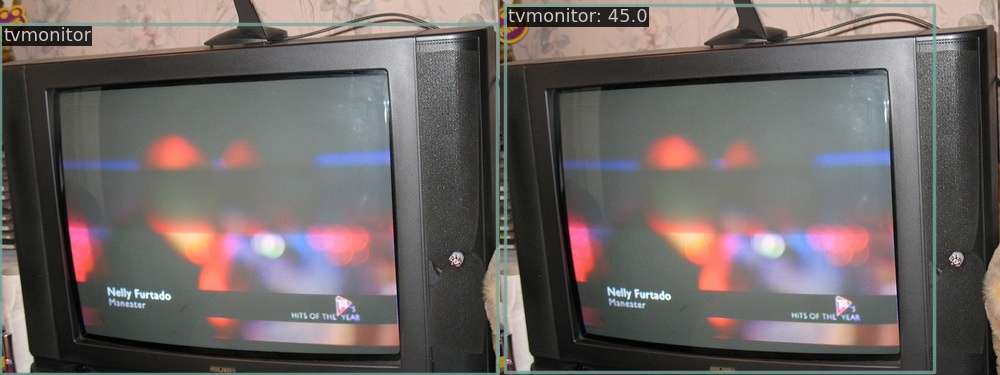 tvmonitor
tvmonitor: 45.0
Nelly Furtado
Maneater
HITS OF THE YEAR
Nelly Furtado
Maneater
HITS OF THE YEAR